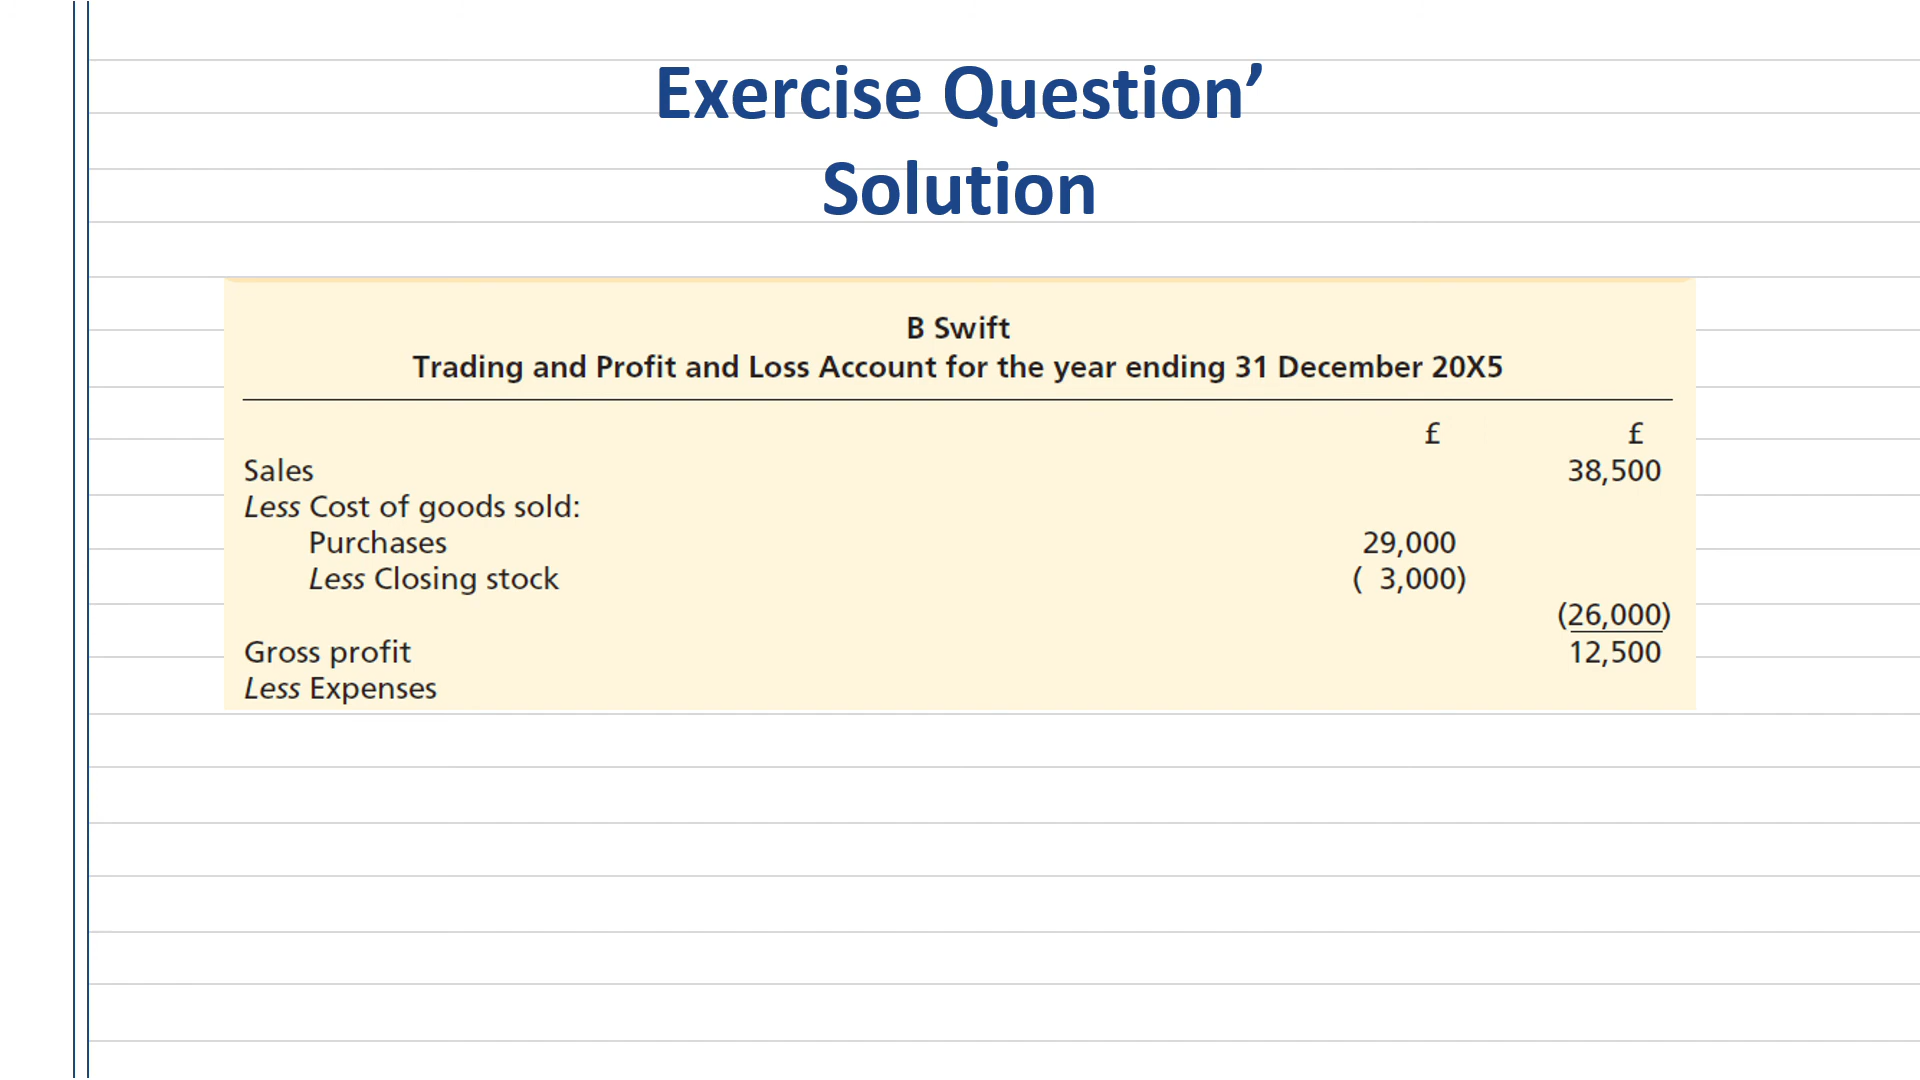 Exercise Question’
Solution
B Swift
Trading and Profit and Loss Account for the year ending 31 December 20X5
£ £
Sales 38,500
Less Cost of goods sold:
Purchases 29,000
Less Closing stock ( 3,000)
(26,000)
Gross profit 12,500
Less Expenses